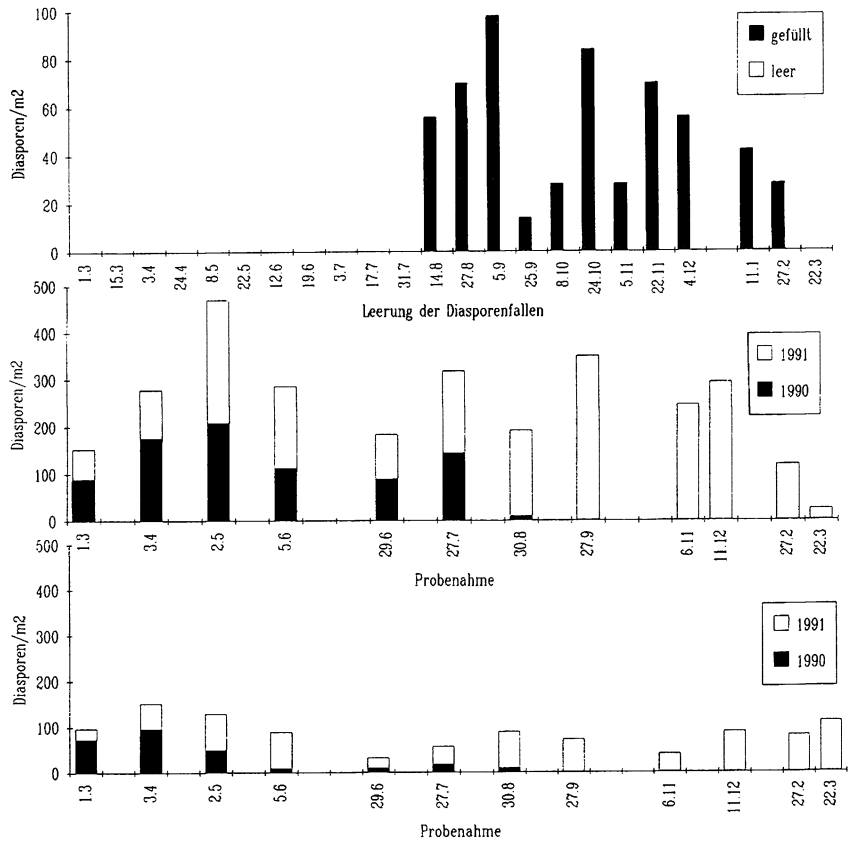 100
80
60
40
20
0
Diasporen/m2
gefüllt
leer
1.3 15.3 3.4 24.4 8.5 22.5 12.6 19.6 3.7 17.7 31.7 14.8 27.8 5.9 25.9 8.10 24.10 5.11 22.11 4.12 11.1 27.2 22.3
Leerung der Diasporenfallen
500
400
300
200
100
0
Diasporen/m2
1991
1990
1.3 3.4 2.5 5.6 29.6 27.7 30.8 27.9 6.11 11.12 27.2 22.3
Probenahme
500
400
300
200
100
0
Diasporen/m2
1991
1990
1.3 3.4 2.5 5.6 29.6 27.7 30.8 27.9 6.11 11.12 27.2 22.3
Probenahme